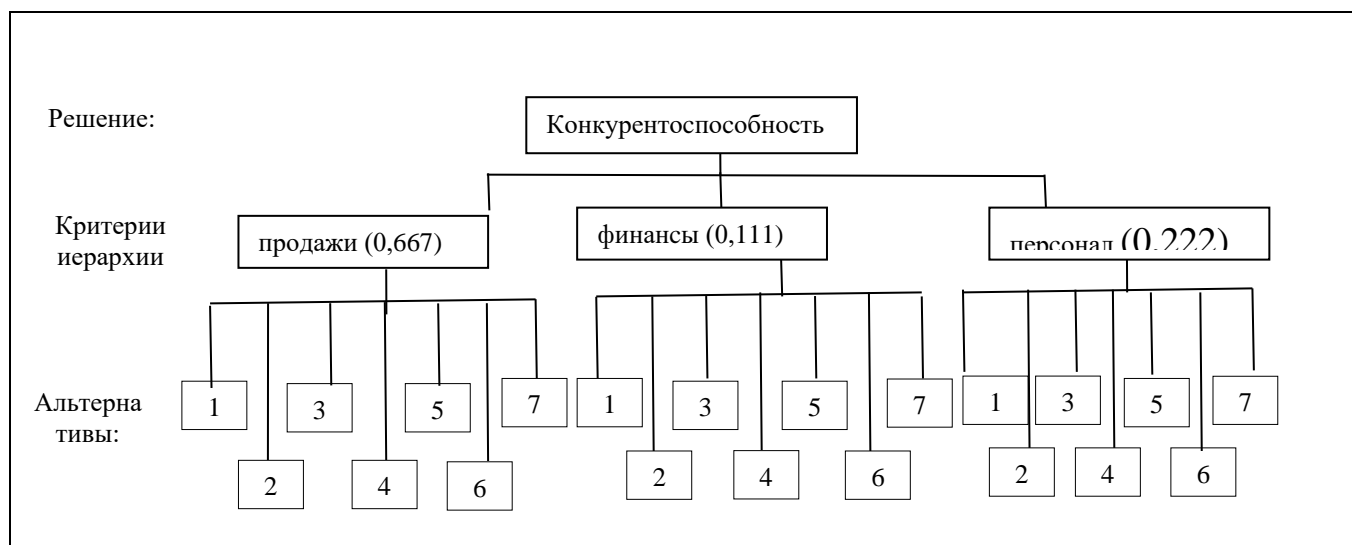 Решение:
Конкурентоспособность
Критерии
иерархии
продажи (0,667)
финансы (0,111)
персонал (0,222)
Альтерна
тивы:
1
3
5
7
1
3
5
7
1
3
5
7
2
4
6
2
4
6
2
4
6